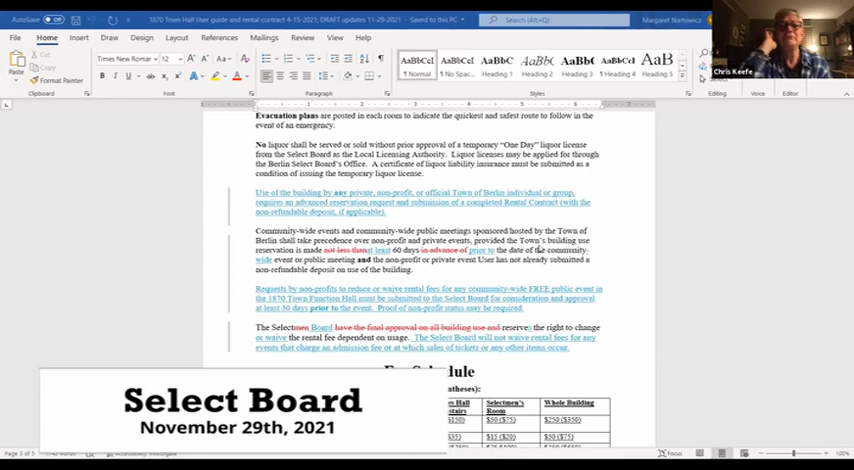 AutoSave Off
1870 Town Hall User guide and rental contract 4-15-2021; DRAFT updates 11-29-2021 - Saved to this PC
Search (Alt+Q)
Margaret Nartowicz
File Home Insert Draw Design Layout References Mailings
Chris Keefe
Paste
Cut
Copy
Format Painter
Times New Roman 12
AaBbCcI AaBbCcI AaBbC AaBbC AaBbC AaBbCcI AaB
¶ Normal ¶ No Spac... Heading 1 ¶ Heading 2 Heading 3 ¶ Heading 4 Heading 5
Clipboard Font Paragraph Styles Voice Editor
Evacuation plans are posted in each room to indicate the quickest and safest route to follow in the
event of an emergency.
No liquor shall be served or sold without prior approval of a temporary “One Day” liquor license
from the Select Board as the Local Licensing Authority. Liquor licenses may be applied for through
the Berlin Select Board’s Office. A certificate of liquor liability insurance must be submitted as a
condition of issuing the temporary liquor license.
Use of the building by any private, non-profit, or official Town of Berlin individual or group,
requires an advanced reservation request and submission of a completed Rental Contract (with the
non-refundable deposit, if applicable).
Community-wide events and community-wide public meetings sponsored hosted by the Town of
Berlin shall take precedence over non-profit and private events, provided the Town’s building use
reservation is made not less than at least 60 days in advance of prior to the date of the community-
wide event or public meeting and the non-profit or private event User has not already submitted a
non-refundable deposit on use of the building.
Requests by non-profits to reduce or waive rental fees for any community-wide FREE public event in
the 1870 Town Function Hall must be submitted to the Select Board for consideration and approval
at least 30 days prior to the event. Proof of non-profit status may be required.
The Selectmen Board have the final approval on all building use and reserves the right to change
or waive the rental fee dependent on usage. The Select Board will not waive rental fees for any
events that charge an admission fee or at which sales of tickets or any other items occur.
Schedule
Hall Selectmen's Whole Building
Room
$50 ($75) $250 ($350)
$15 ($20) $50 ($75)
Select Board
November 29th, 2021
Focus
100%